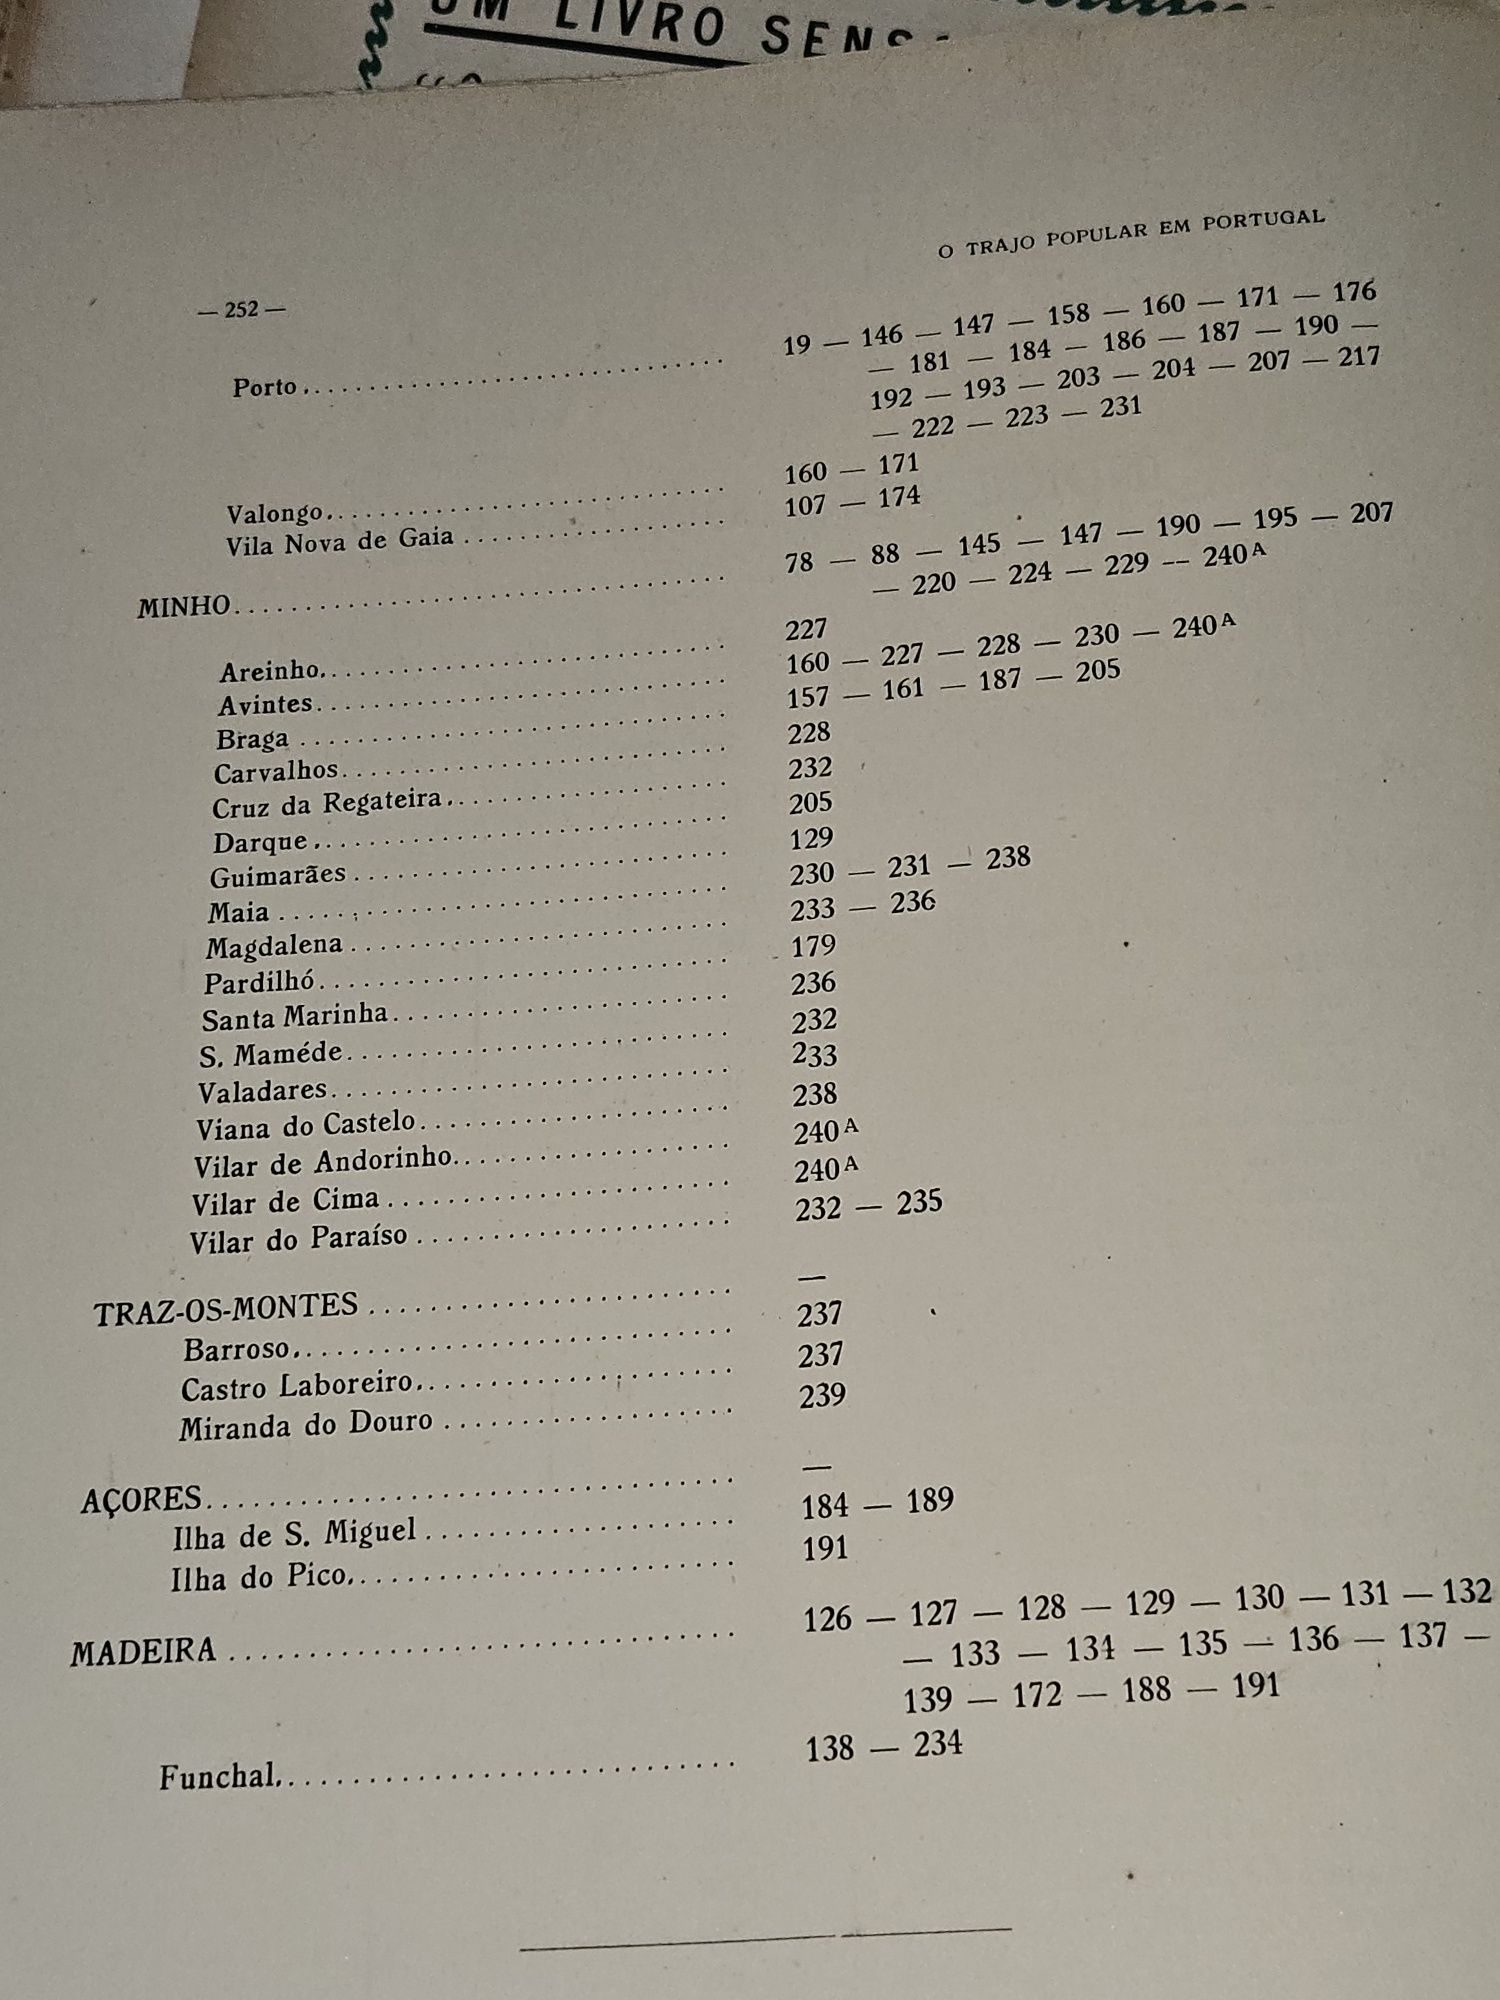 UM LIVRO
— 252 —
O TRAJO POPULAR EM PORTUGAL
Porto.............................. 19 — 146 — 147 — 158 — 160 — 171 — 176
— 181 — 184 — 186 — 187 — 190 —
192 — 193 — 203 — 204 — 207 — 217
— 222 — 223 — 231
Valongo.............................. 160 — 171
Vila Nova de Gaia .................... 107 — 174
MINHO.............................. 78 — 88 — 145 — 147 — 190 — 195 — 207
— 220 — 224 — 229 — 240A
Areinho.............................. 227
Avintes.............................. 160 — 227 — 228 — 230 — 240A
Braga .............................. 157 — 161 — 187 — 205
Carvalhos.............................. 228
Cruz da Regateira.................... 232
Darque.............................. 205
Guimarães .............................. 129
Maia .............................. 230 — 231 — 238
Magdalena .............................. 233 — 236
Pardilhó.............................. 179
Santa Marinha.............................. 236
S. Maméde.............................. 232
Valadares.............................. 233
Viana do Castelo.................... 238
Vilar de Andorinho.................... 240A
Vilar de Cima .................... 240A
Vilar do Paraíso .................... 232 — 235
TRAZ-OS-MONTES .................... —
Barroso.............................. 237
Castro Laboreiro.................... 237
Miranda do Douro .................... 239
AÇORES.............................. —
Ilha de S. Miguel .................... 184 — 189
Ilha do Pico.................... 191
MADEIRA .............................. 126 — 127 — 128 — 129 — 130 — 131 — 132
— 133 — 134 — 135 — 136 — 137 —
139 — 172 — 188 — 191
Funchal.............................. 138 — 234